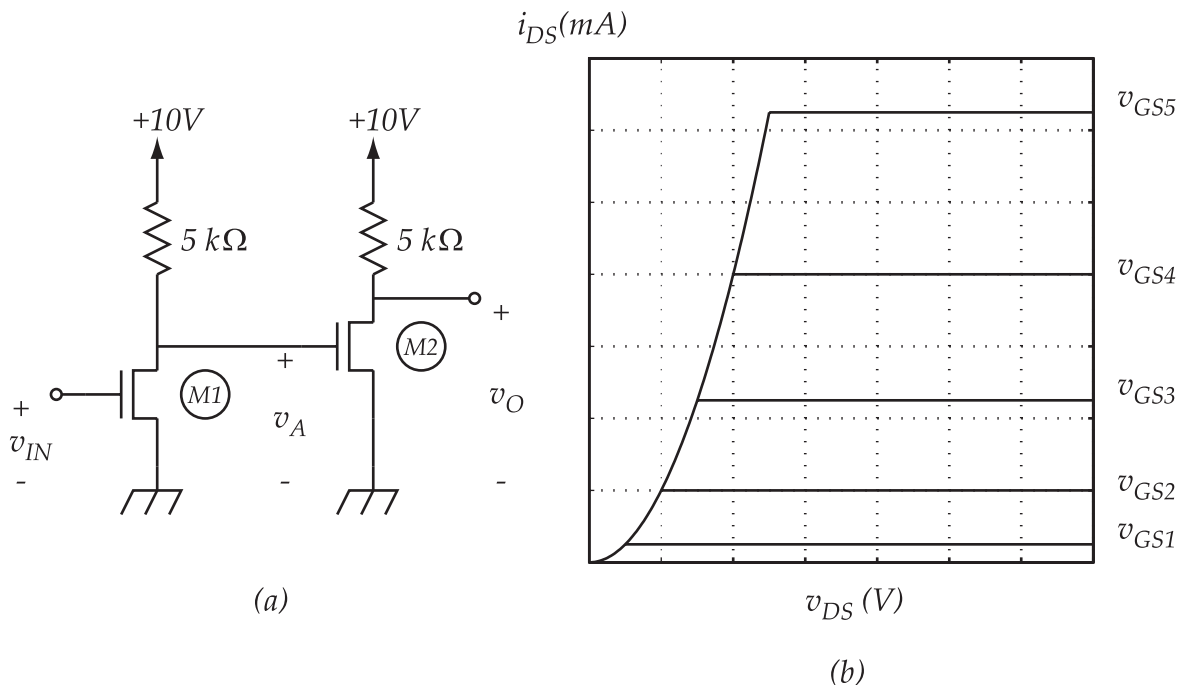 i_DS (mA)
+10V
+10V
5 kΩ
5 kΩ
M1
M2
+
v_IN
-
+
v_A
-
+
v_O
-
(a)
v_GS5
v_GS4
v_GS3
v_GS2
v_GS1
v_DS (V)
(b)